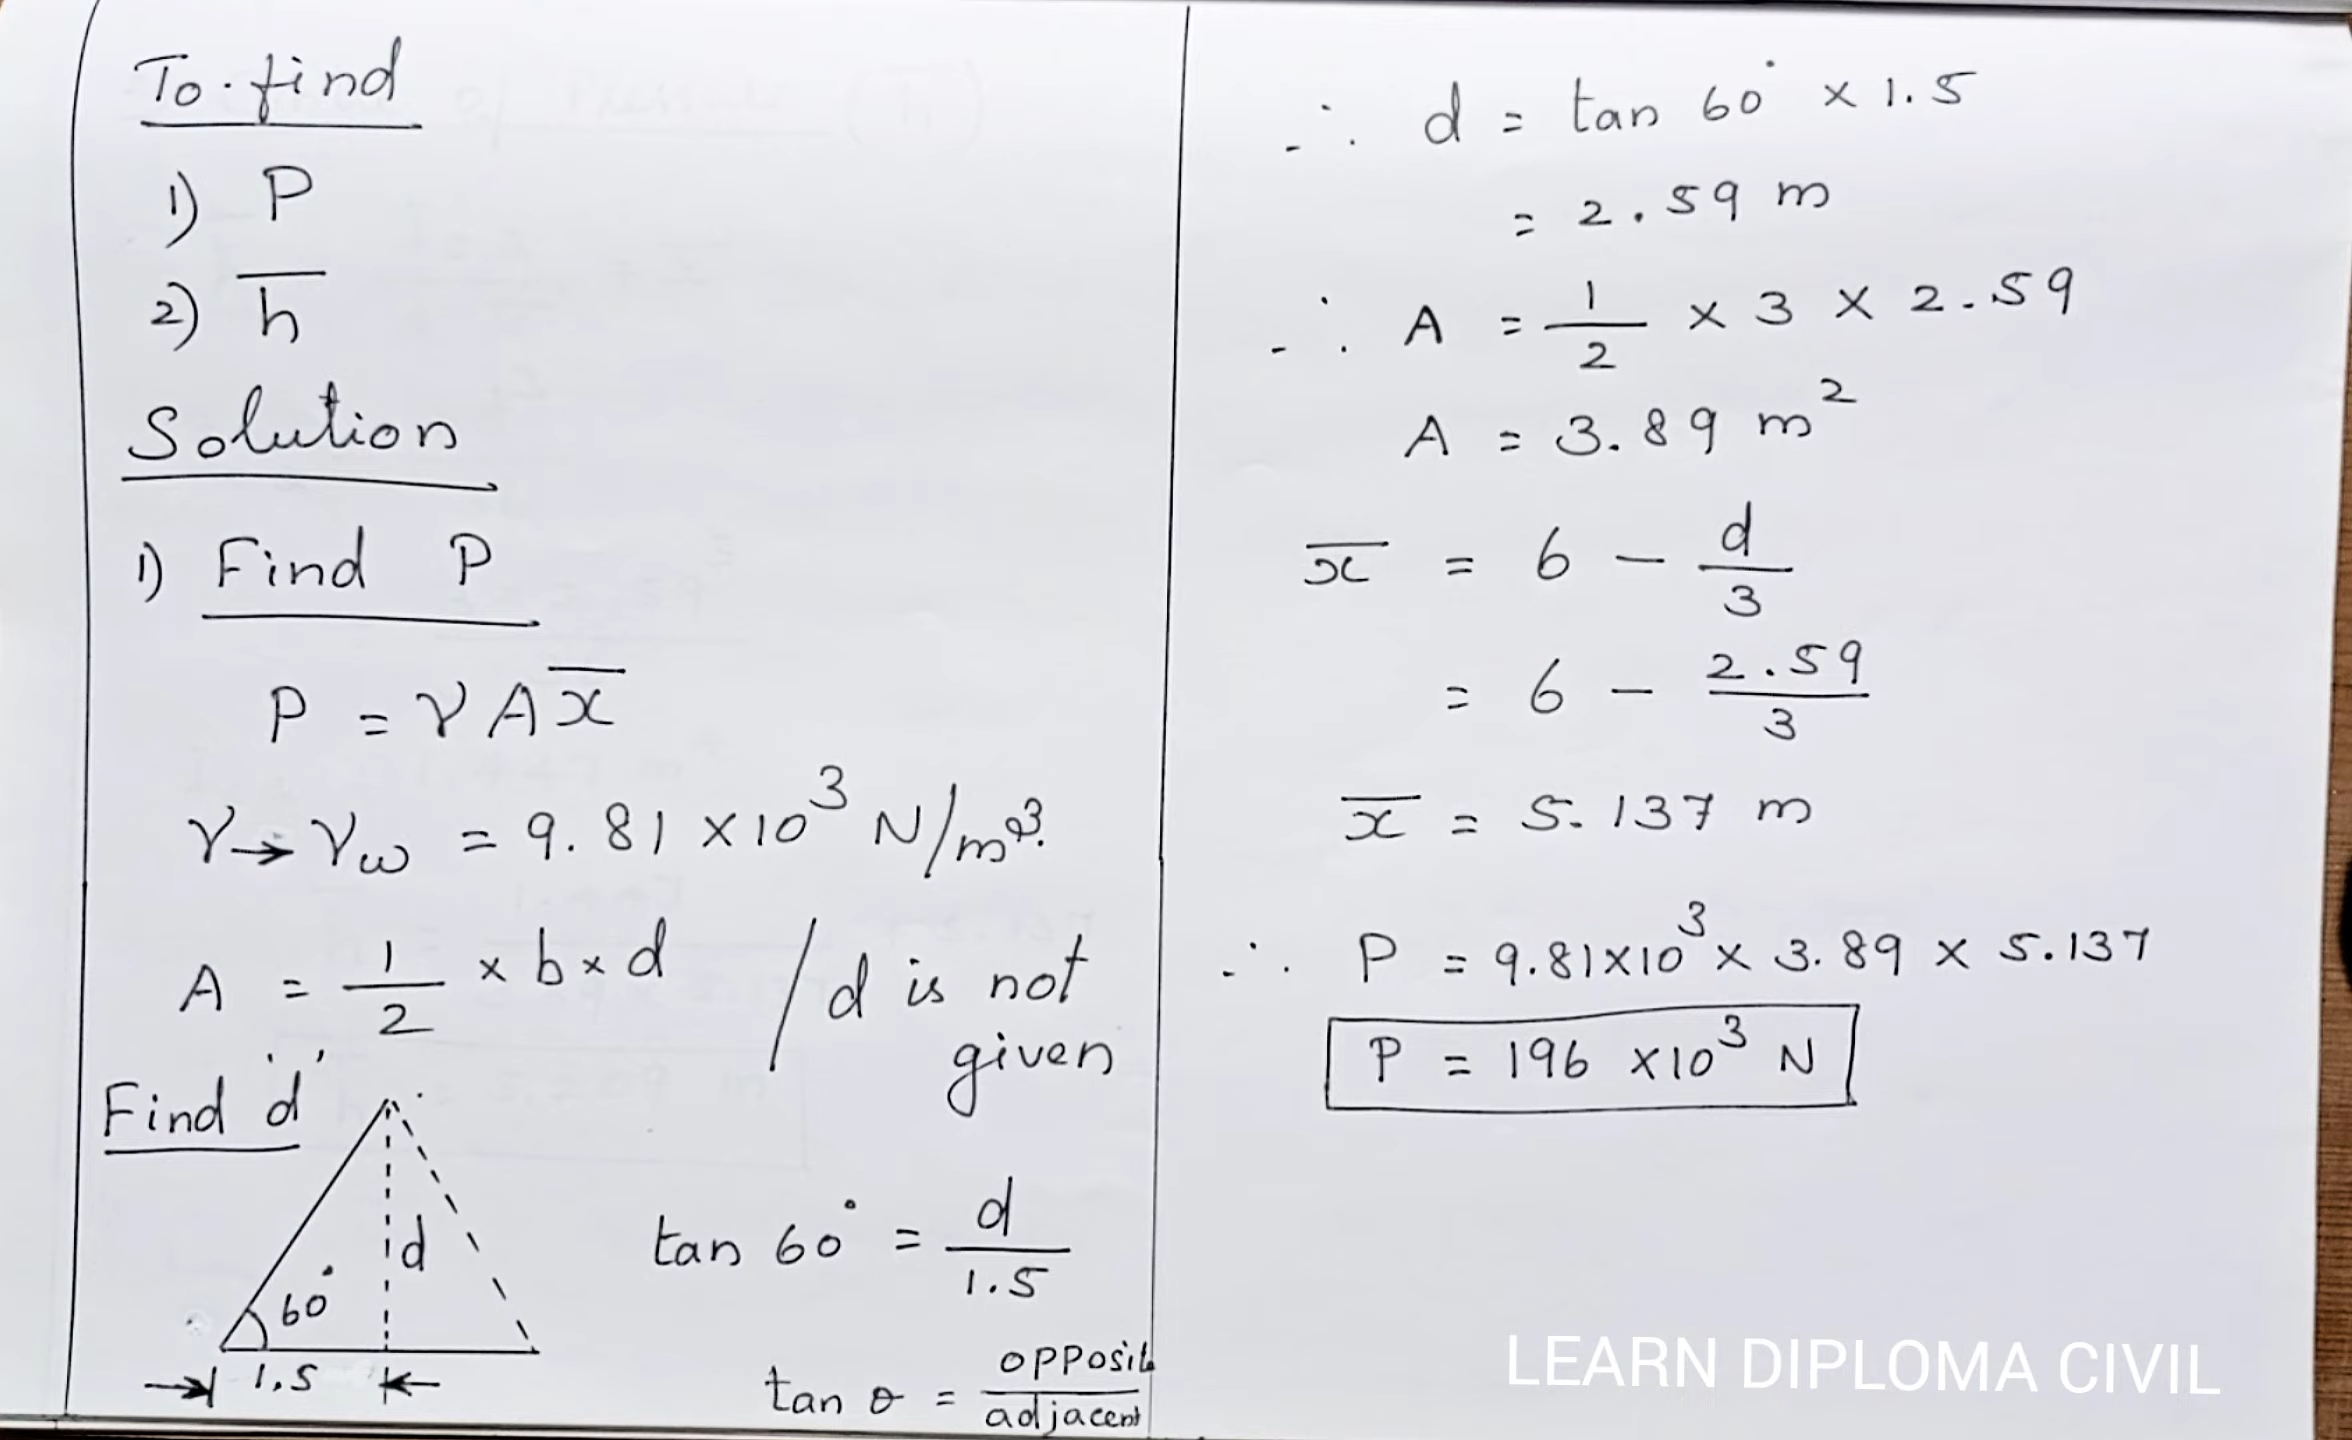 To find
1) P
2) h̅
Solution
1) Find P
P = γ A x̅
γ → γw = 9.81 × 10³ N/m³.
A = 1/2 × b × d / d is not
given
Find 'd'
d
60°
1.5
tan 60° = d/1.5
tan θ = opposit/adjacent
∴ d = tan 60° × 1.5
= 2.59 m
∴ A = 1/2 × 3 × 2.59
A = 3.89 m²
x̅ = 6 − d/3
= 6 − 2.59/3
x̅ = 5.137 m
∴ P = 9.81×10³ × 3.89 × 5.137
P = 196 ×10³ N
LEARN DIPLOMA CIVIL